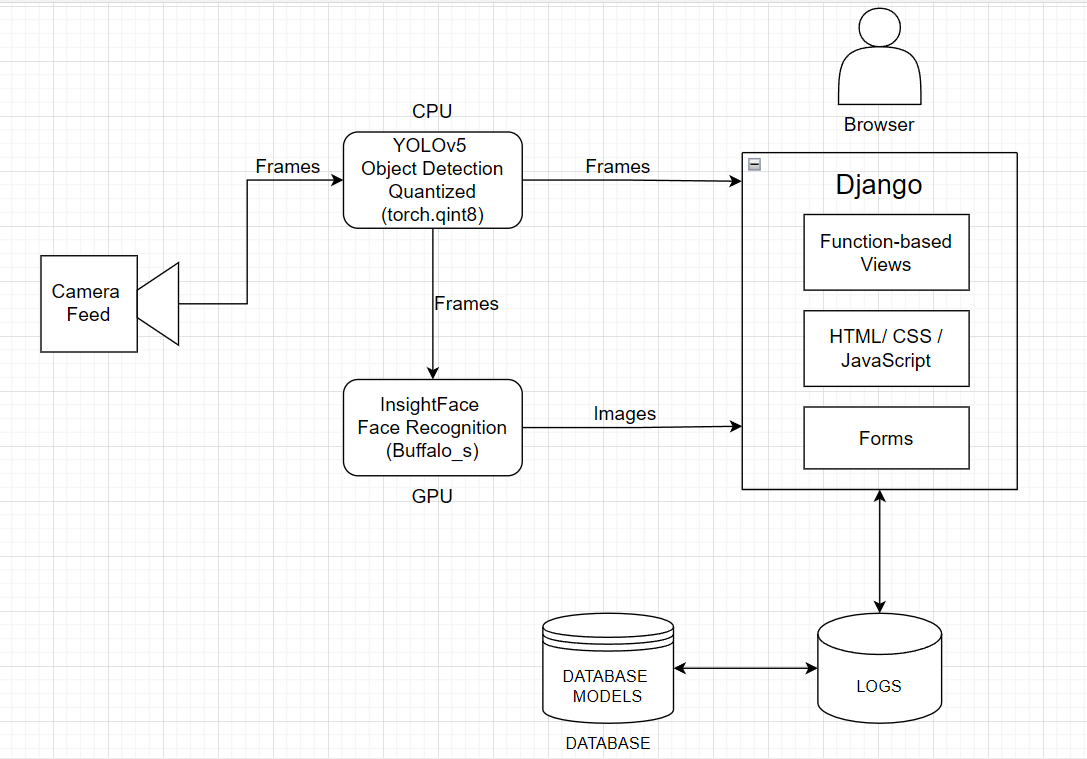 Browser
CPU
YOLOv5
Object Detection
Quantized
(torch.qint8)
Frames
Frames
Django
Function-based
Views
HTML/ CSS /
JavaScript
Forms
Camera
Feed
Frames
InsightFace
Face Recognition
(Buffalo_s)
GPU
Images
DATABASE
MODELS
DATABASE
LOGS